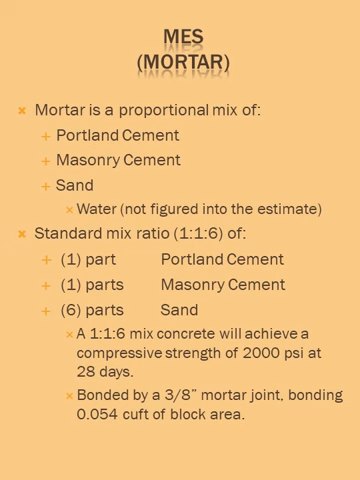 MES
(MORTAR)
Mortar is a proportional mix of:
Portland Cement
Masonry Cement
Sand
Water (not figured into the estimate)
Standard mix ratio (1:1:6) of:
(1) part Portland Cement
(1) parts Masonry Cement
(6) parts Sand
A 1:1:6 mix concrete will achieve a
compressive strength of 2000 psi at
28 days.
Bonded by a 3/8” mortar joint, bonding
0.054 cuft of block area.